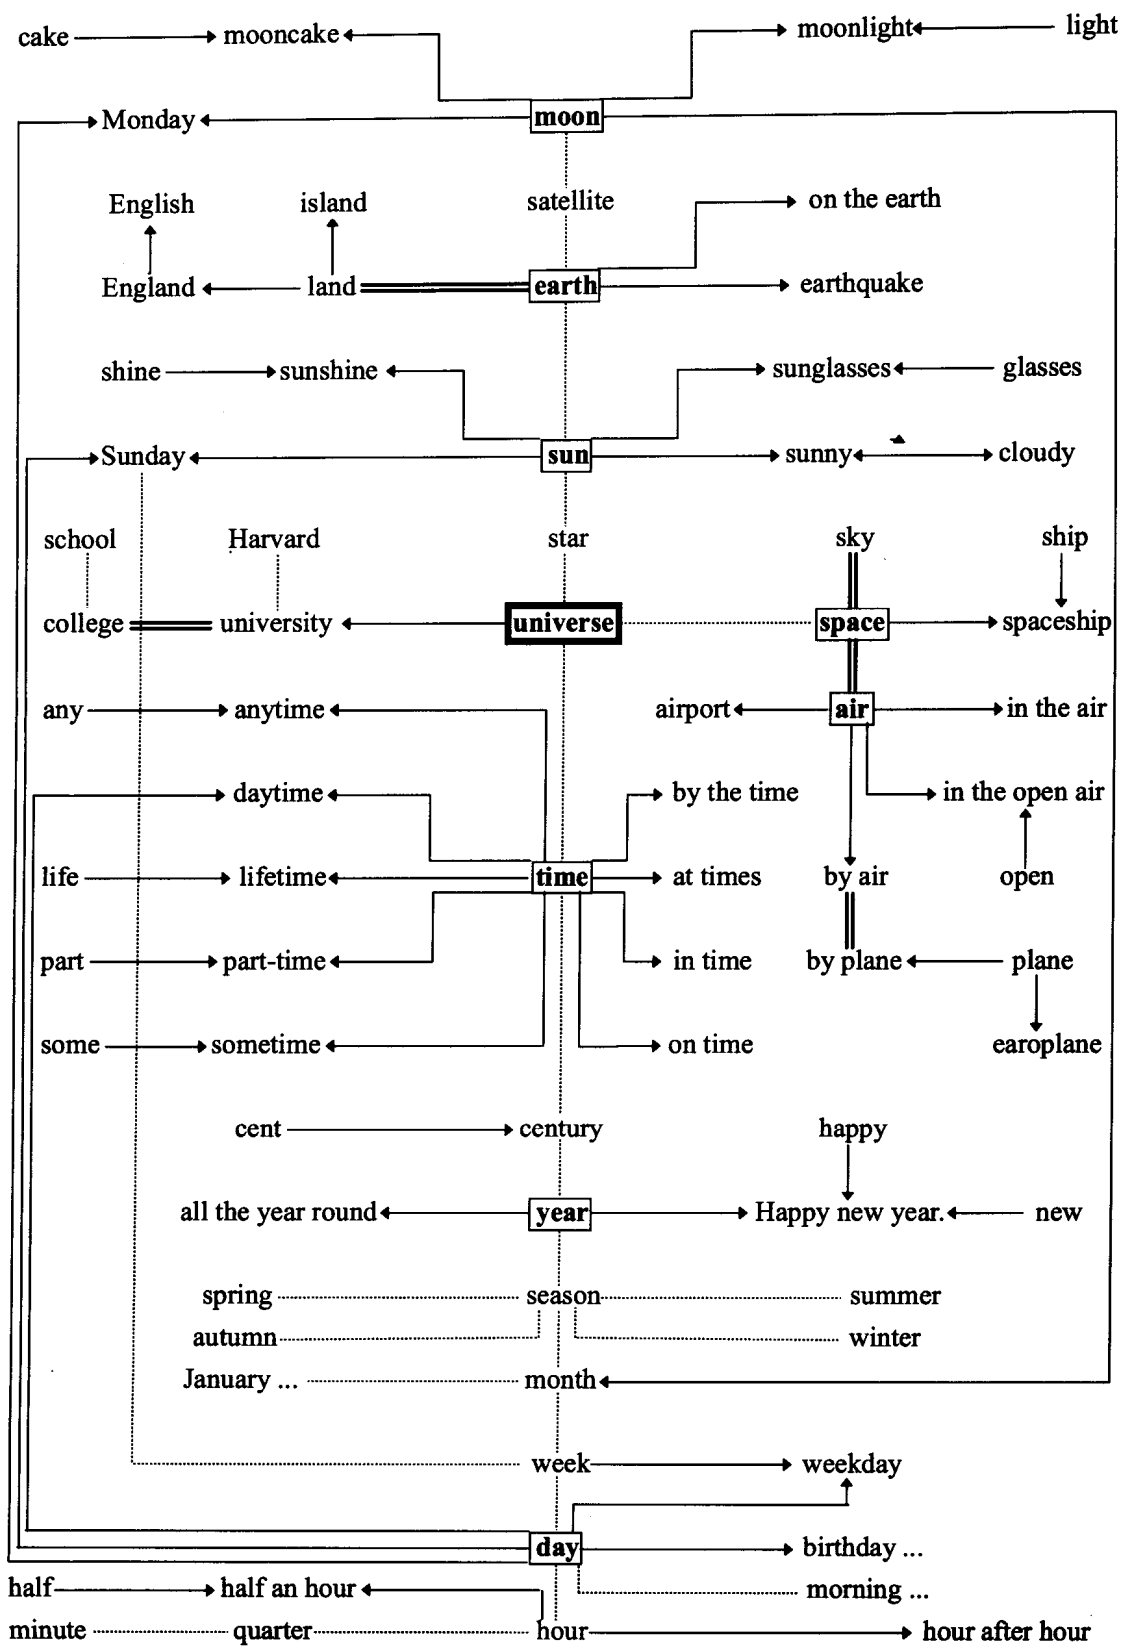 cake mooncake moonlight light
Monday moon
English island satellite on the earth
England land earth earthquake
shine sunshine sunglasses glasses
Sunday sun sunny cloudy
school Harvard star sky ship
college university universe space spaceship
any anytime airport air in the air
daytime by the time in the open air
life lifetime time at times by air open
part part-time in time by plane plane
some sometime on time earoplane
cent century happy
all the year round year Happy new year. new
spring season summer
autumn winter
January ... month
week weekday
day birthday ...
half half an hour morning ...
minute quarter hour hour after hour